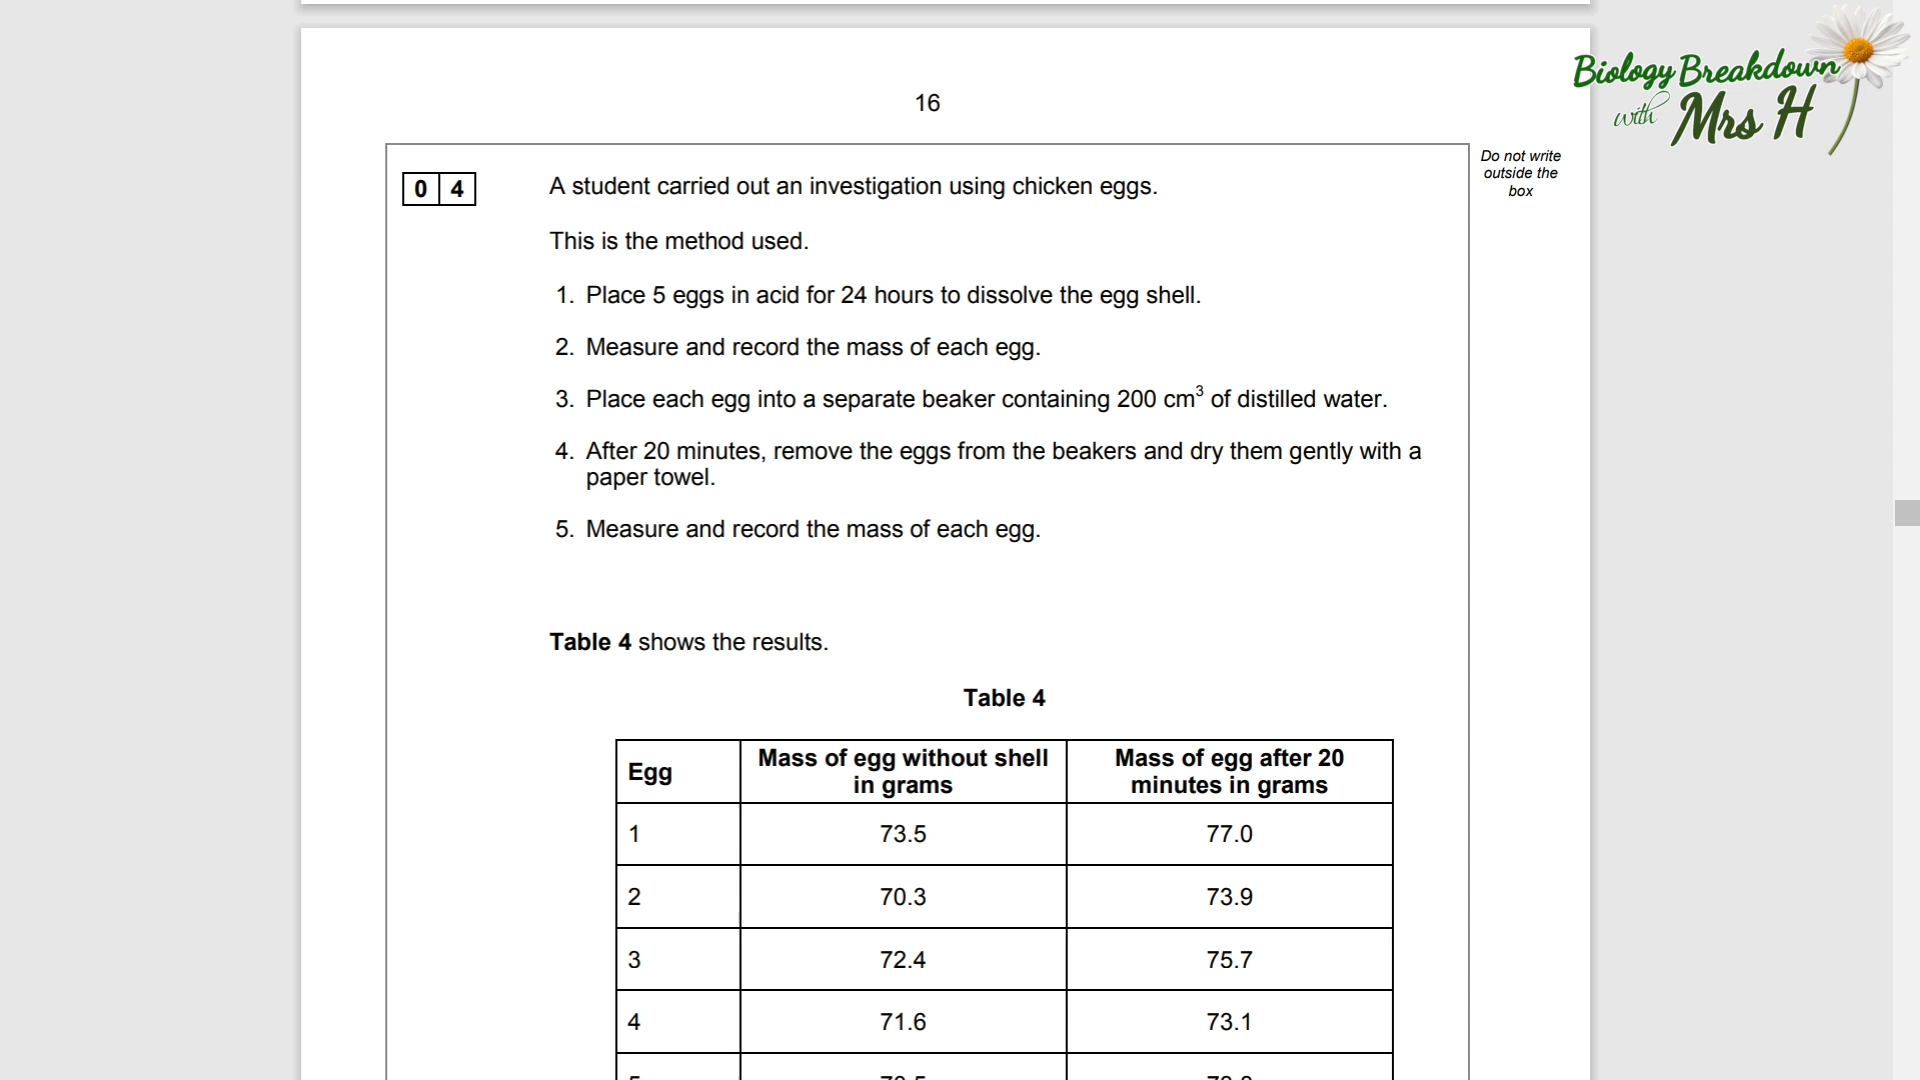 Biology Breakdown
with Mrs H
16
Do not write
outside the
box
0 4 A student carried out an investigation using chicken eggs.
This is the method used.
1. Place 5 eggs in acid for 24 hours to dissolve the egg shell.
2. Measure and record the mass of each egg.
3. Place each egg into a separate beaker containing 200 cm³ of distilled water.
4. After 20 minutes, remove the eggs from the beakers and dry them gently with a
paper towel.
5. Measure and record the mass of each egg.
Table 4 shows the results.
Table 4
Egg Mass of egg without shell in grams Mass of egg after 20 minutes in grams
1 73.5 77.0
2 70.3 73.9
3 72.4 75.7
4 71.6 73.1